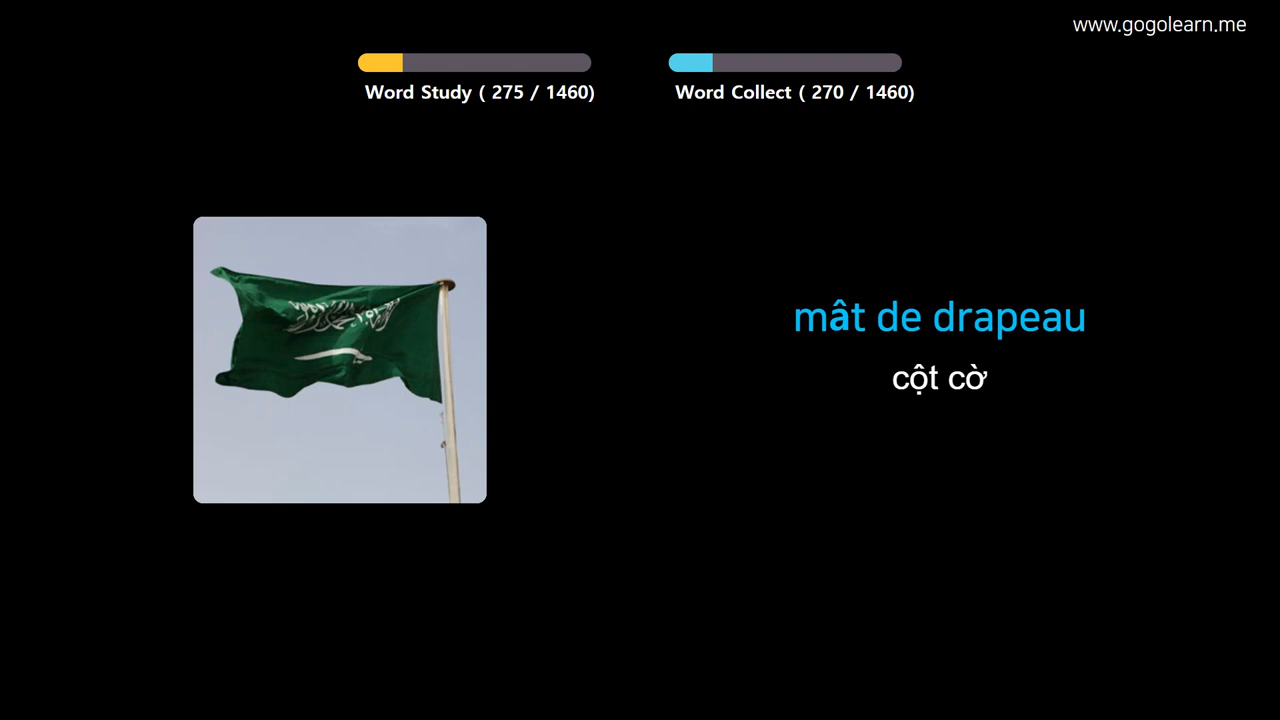 www.gogolearn.me
Word Study ( 275 / 1460)
Word Collect ( 270 / 1460)
mât de drapeau
cột cờ